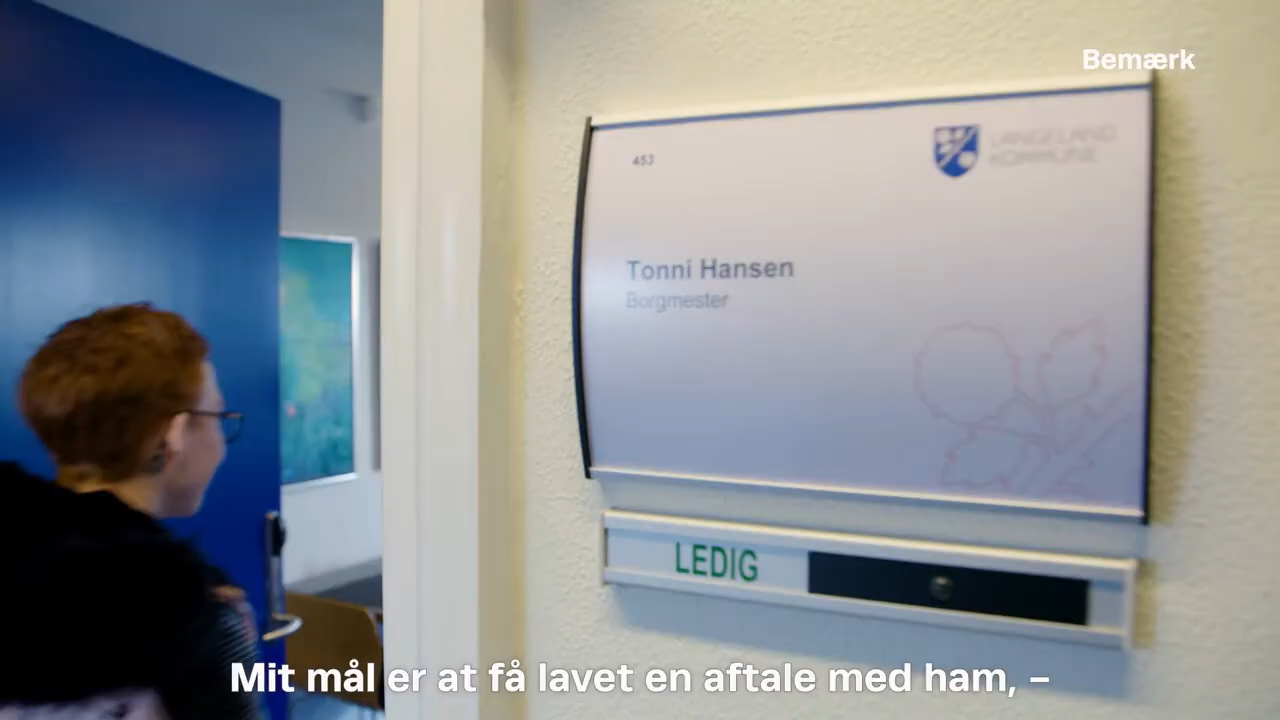 Bemærk
453
LANGELAND
KOMMUNE
Tonni Hansen
Borgmester
LEDIG
Mit mål er at få lavet en aftale med ham, –